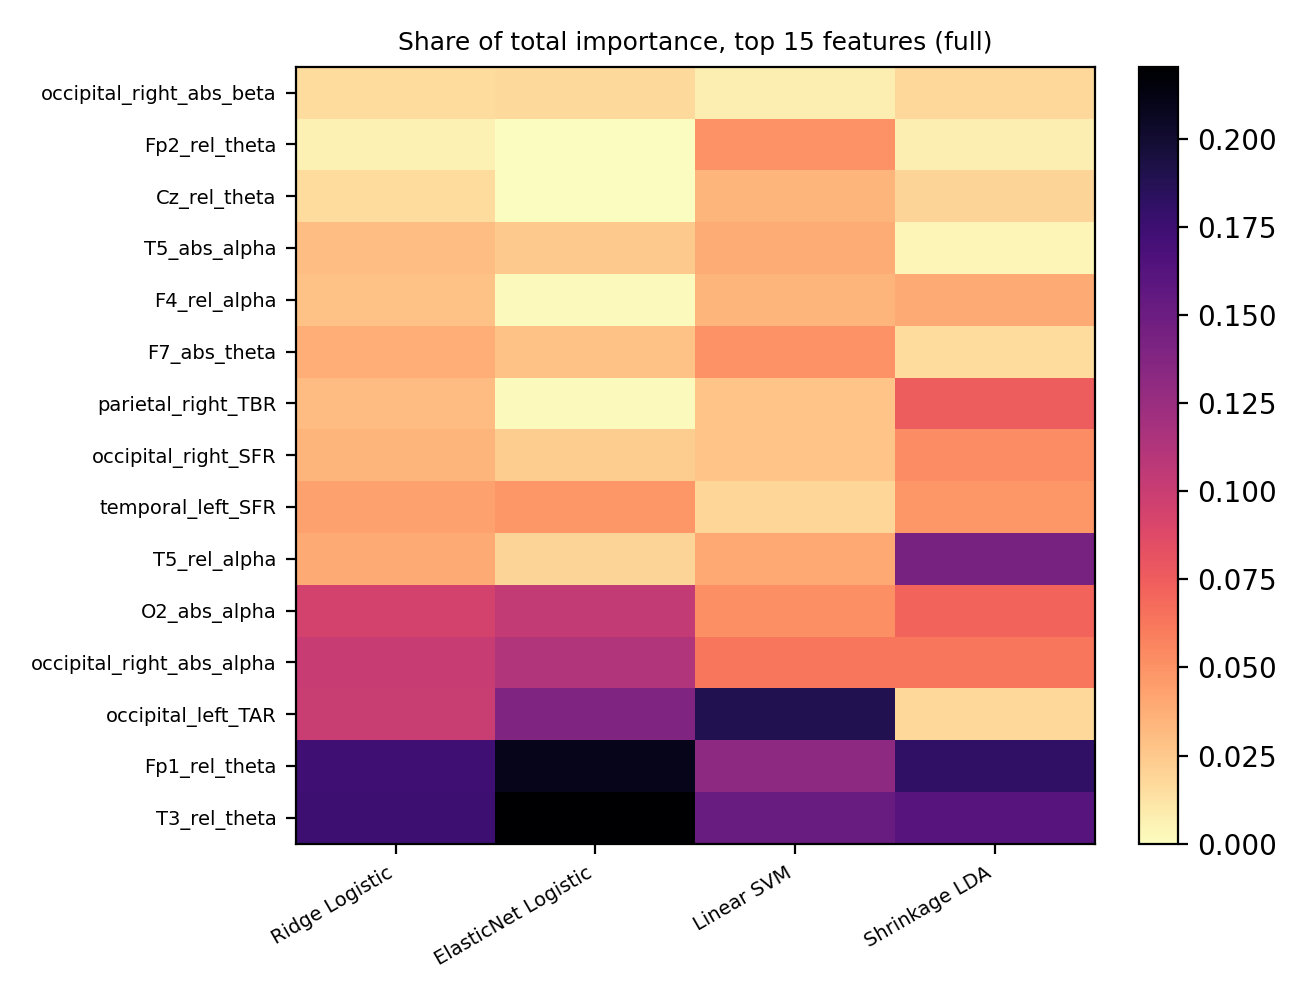 Share of total importance, top 15 features (full)
occipital_right_abs_beta
Fp2_rel_theta
Cz_rel_theta
T5_abs_alpha
F4_rel_alpha
F7_abs_theta
parietal_right_TBR
occipital_right_SFR
temporal_left_SFR
T5_rel_alpha
O2_abs_alpha
occipital_right_abs_alpha
occipital_left_TAR
Fp1_rel_theta
T3_rel_theta
Ridge Logistic
ElasticNet Logistic
Linear SVM
Shrinkage LDA
0.200
0.175
0.150
0.125
0.100
0.075
0.050
0.025
0.000